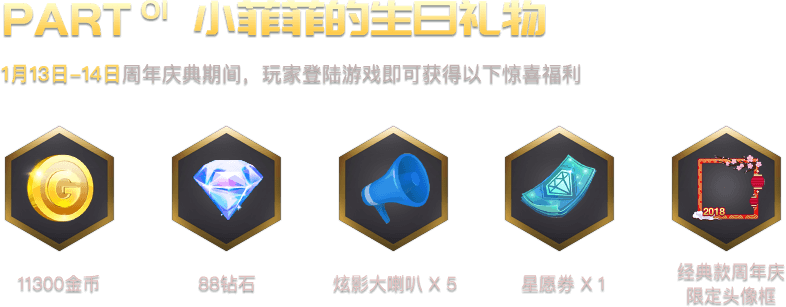 PART 01 小菲菲的生日礼物
1月13日-14日周年庆典期间，玩家登陆游戏即可获得以下惊喜福利
G
2018
11300金币
88钻石
炫影大喇叭 X 5
星愿券 X 1
经典款周年庆
限定头像框